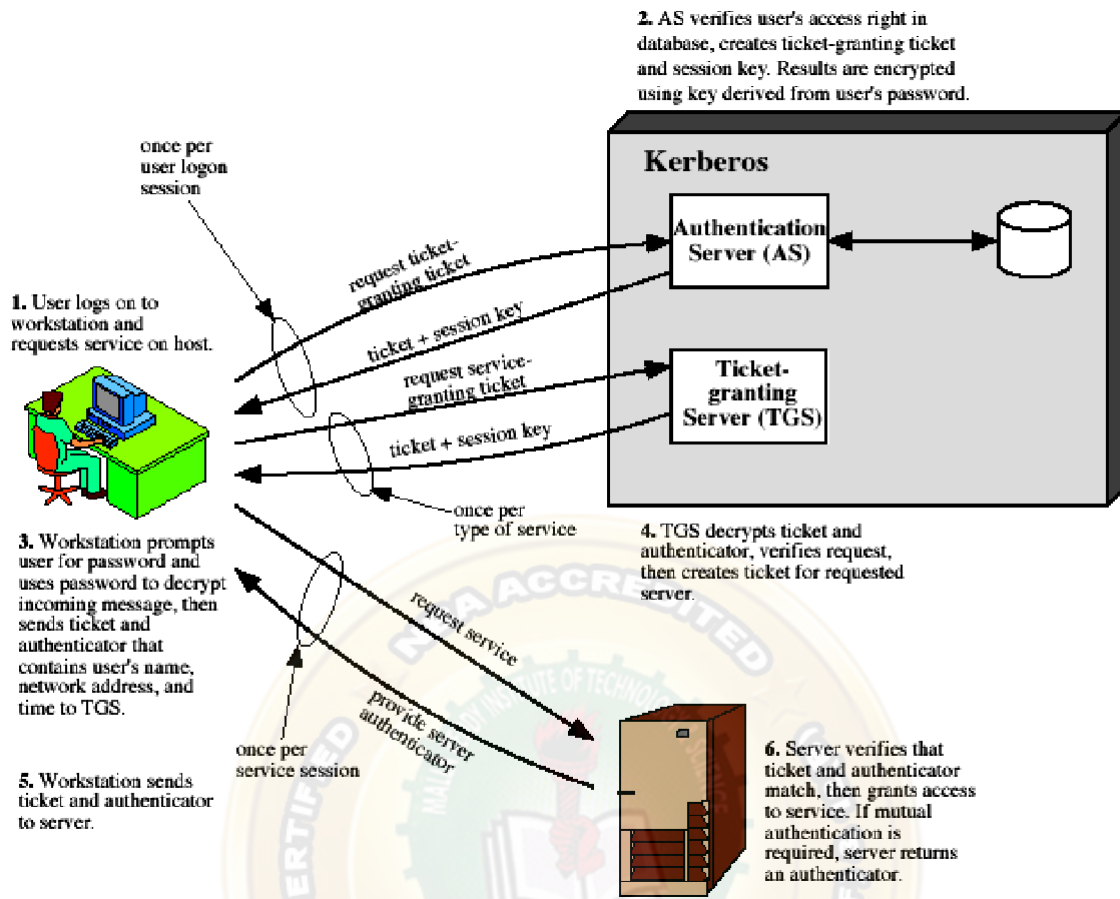 2. AS verifies user's access right in
database, creates ticket-granting ticket
and session key. Results are encrypted
using key derived from user's password.
once per
user logon
session
Kerberos
Authentication
Server (AS)
request ticket-
granting ticket
1. User logs on to
workstation and
requests service on host.
ticket + session key
request service-
granting ticket
Ticket-
granting
Server (TGS)
ticket + session key
once per
type of service
3. Workstation prompts
user for password and
uses password to decrypt
incoming message, then
sends ticket and
authenticator that
contains user's name,
network address, and
time to TGS.
4. TGS decrypts ticket and
authenticator, verifies request,
then creates ticket for requested
server.
request service
provide server
authenticator
once per
service session
5. Workstation sends
ticket and authenticator
to server.
6. Server verifies that
ticket and authenticator
match, then grants access
to service. If mutual
authentication is
required, server returns
an authenticator.
ACCREDITED
INSTITUTE OF TECHNOLOGY